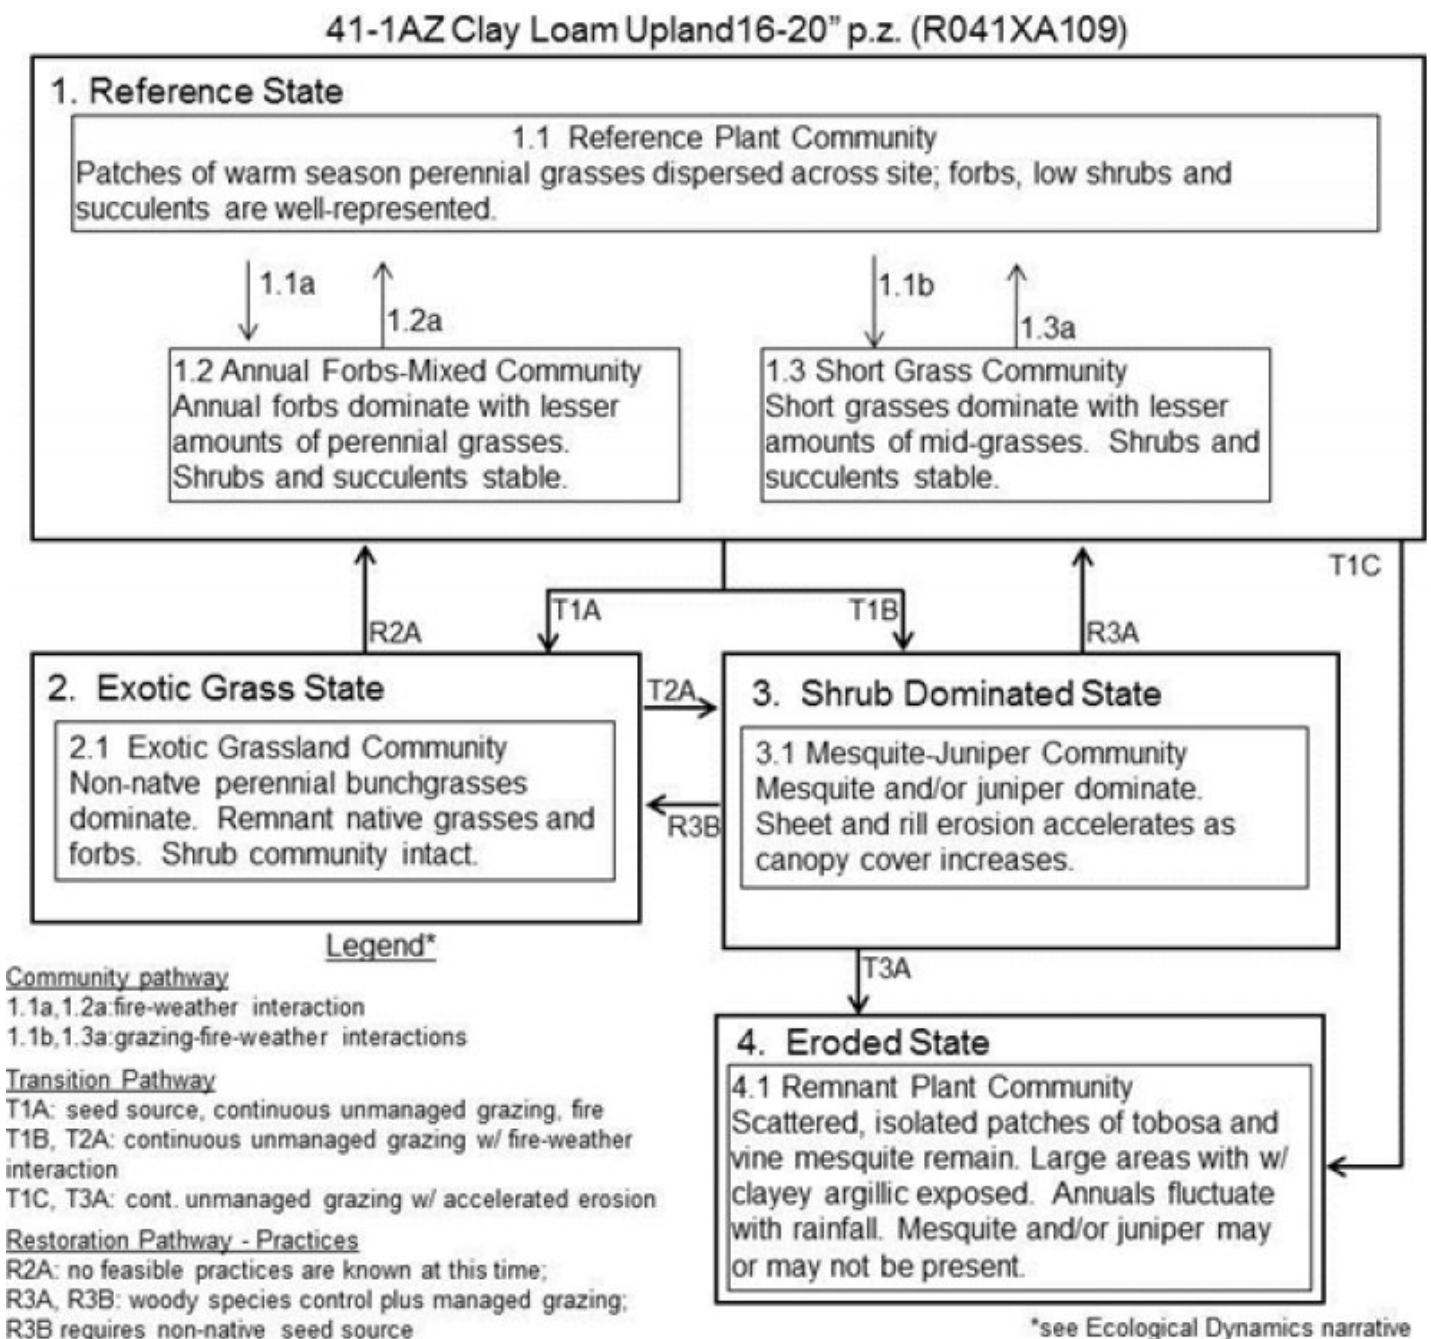 41-1AZ Clay Loam Upland16-20” p.z. (R041XA109)
1. Reference State
1.1 Reference Plant Community
Patches of warm season perennial grasses dispersed across site; forbs, low shrubs and
succulents are well-represented.
1.1a
1.2a
1.1b
1.3a
1.2 Annual Forbs-Mixed Community
Annual forbs dominate with lesser
amounts of perennial grasses.
Shrubs and succulents stable.
1.3 Short Grass Community
Short grasses dominate with lesser
amounts of mid-grasses. Shrubs and
succulents stable.
R2A
T1A
T1B
R3A
T1C
2. Exotic Grass State
2.1 Exotic Grassland Community
Non-natve perennial bunchgrasses
dominate. Remnant native grasses and
forbs. Shrub community intact.
T2A
R3B
3. Shrub Dominated State
3.1 Mesquite-Juniper Community
Mesquite and/or juniper dominate.
Sheet and rill erosion accelerates as
canopy cover increases.
T3A
4. Eroded State
4.1 Remnant Plant Community
Scattered, isolated patches of tobosa and
vine mesquite remain. Large areas with w/
clayey argillic exposed. Annuals fluctuate
with rainfall. Mesquite and/or juniper may
or may not be present.
Legend*
Community pathway
1.1a,1.2a:fire-weather interaction
1.1b,1.3a:grazing-fire-weather interactions
Transition Pathway
T1A: seed source, continuous unmanaged grazing, fire
T1B, T2A: continuous unmanaged grazing w/ fire-weather
interaction
T1C, T3A: cont. unmanaged grazing w/ accelerated erosion
Restoration Pathway - Practices
R2A: no feasible practices are known at this time;
R3A, R3B: woody species control plus managed grazing;
R3B requires non-native seed source
*see Ecological Dynamics narrative